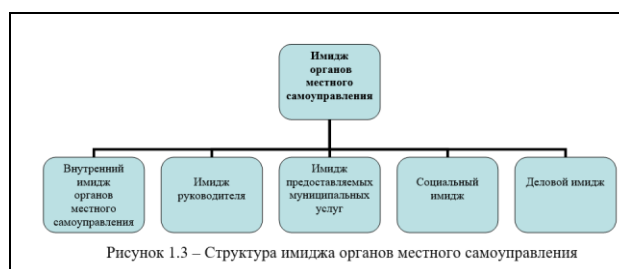 Имидж
органов
местного
самоуправления
Внутренний
имидж
органов
местного
самоуправления
Имидж
руководителя
Имидж
предоставляемых
муниципальных
услуг
Социальный
имидж
Деловой имидж
Рисунок 1.3 – Структура имиджа органов местного самоуправления